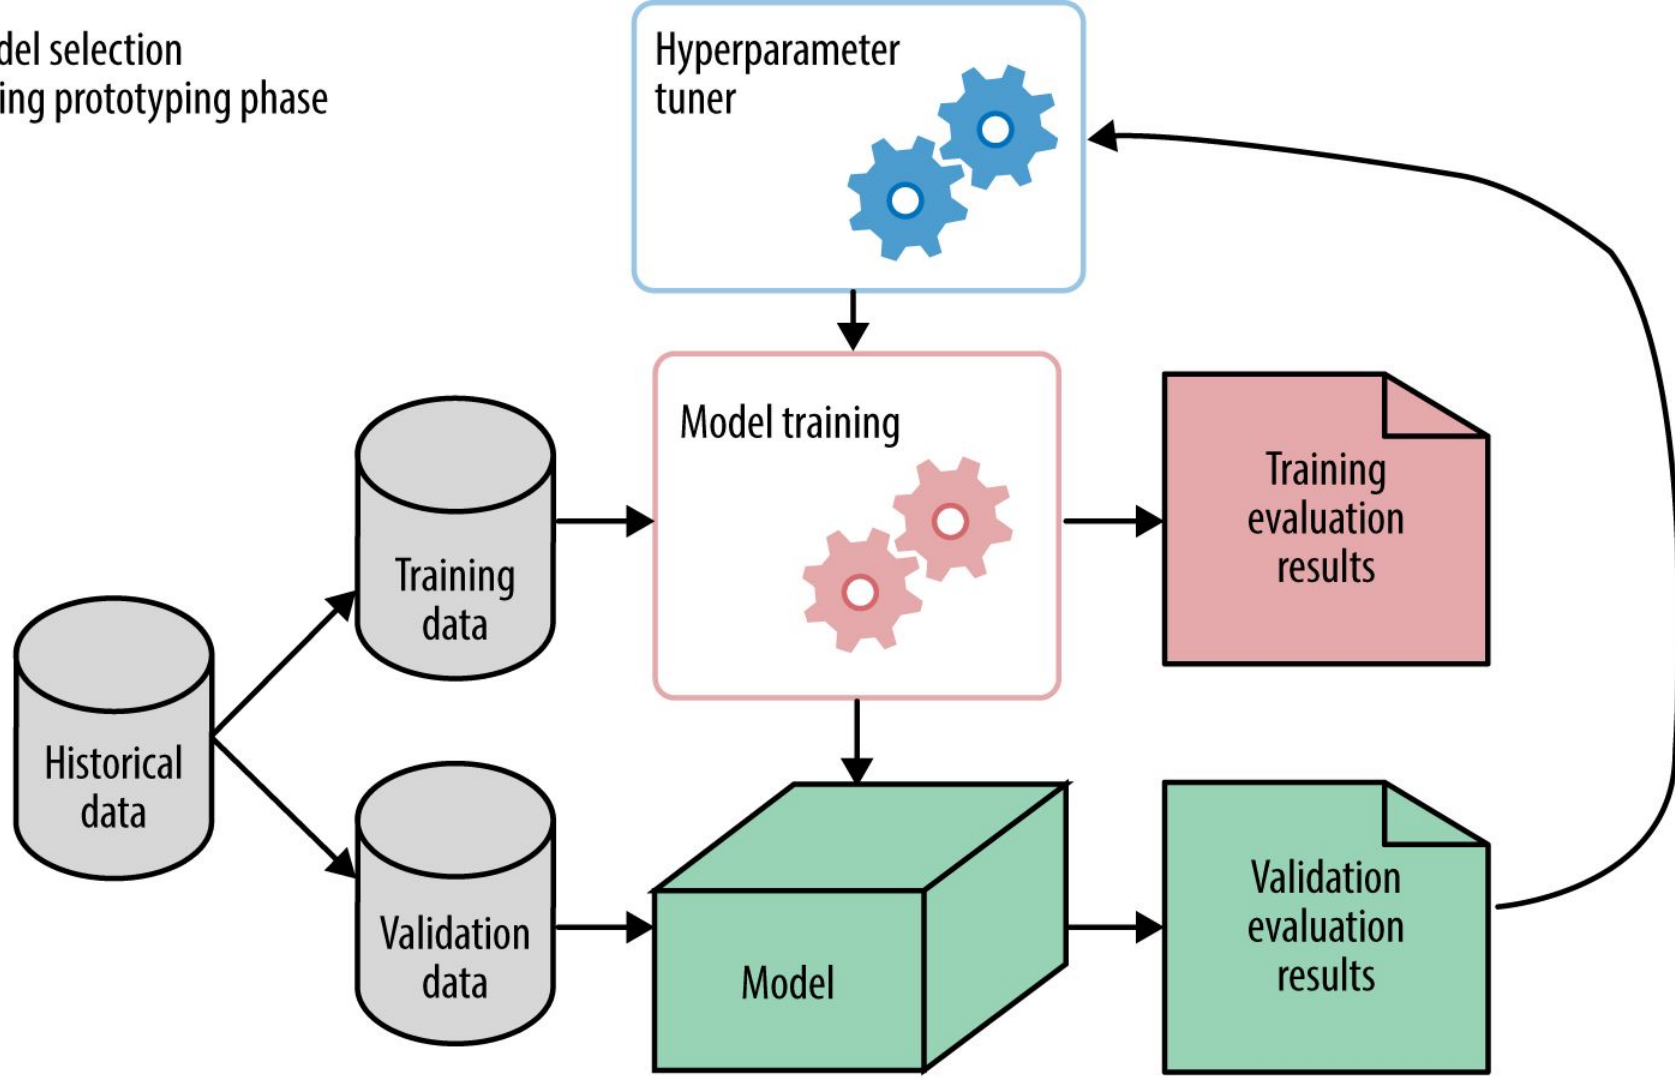 del selection
ing prototyping phase
Hyperparameter
tuner
Model training
Training
evaluation
results
Training
data
Historical
data
Validation
data
Model
Validation
evaluation
results